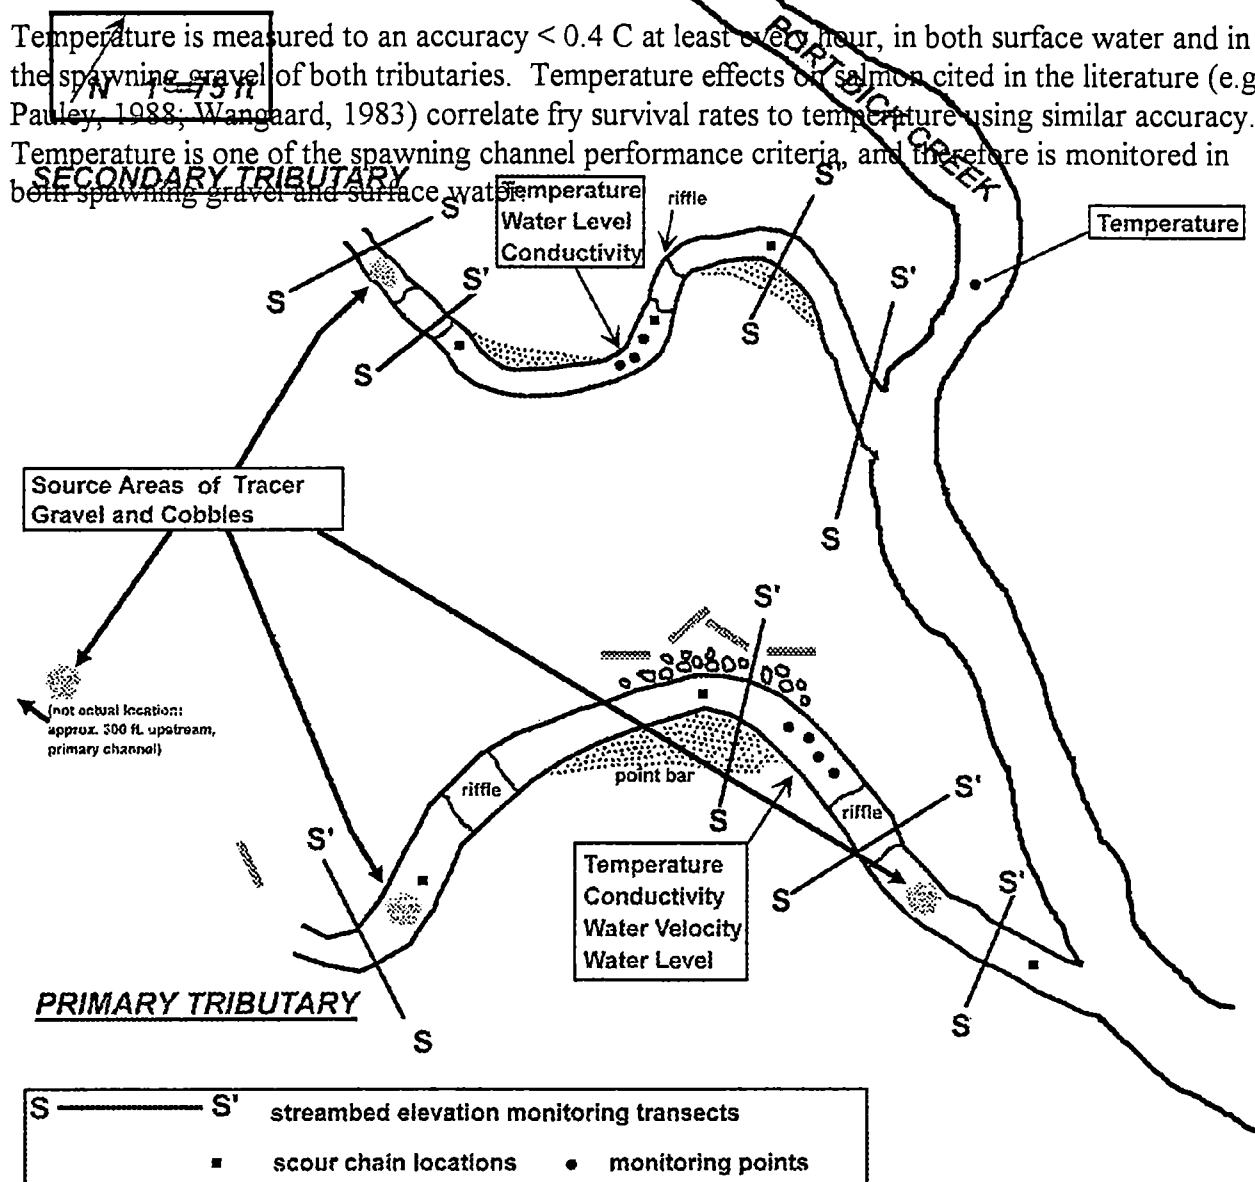 Temperature is measured to an accuracy < 0.4 C at least every hour, in both surface water and in
the spawning gravel of both tributaries. Temperature effects on salmon cited in the literature (e.g
Pauley, 1988; Wangaard, 1983) correlate fry survival rates to temperature using similar accuracy.
Temperature is one of the spawning channel performance criteria, and therefore is monitored in
both spawning gravel and surface water.
N 1"=75 ft
PORT DICK CREEK
SECONDARY TRIBUTARY
Temperature
Water Level
Conductivity
riffle
Temperature
S
S'
S
S'
S
S'
S
S'
S
Source Areas of Tracer
Gravel and Cobbles
(not actual location:
approx. 300 ft. upstream,
primary channel)
S'
point bar
riffle
S
S'
riffle
S'
Temperature
Conductivity
Water Velocity
Water Level
S
S'
S
S
PRIMARY TRIBUTARY
S S' streambed elevation monitoring transects
scour chain locations
monitoring points